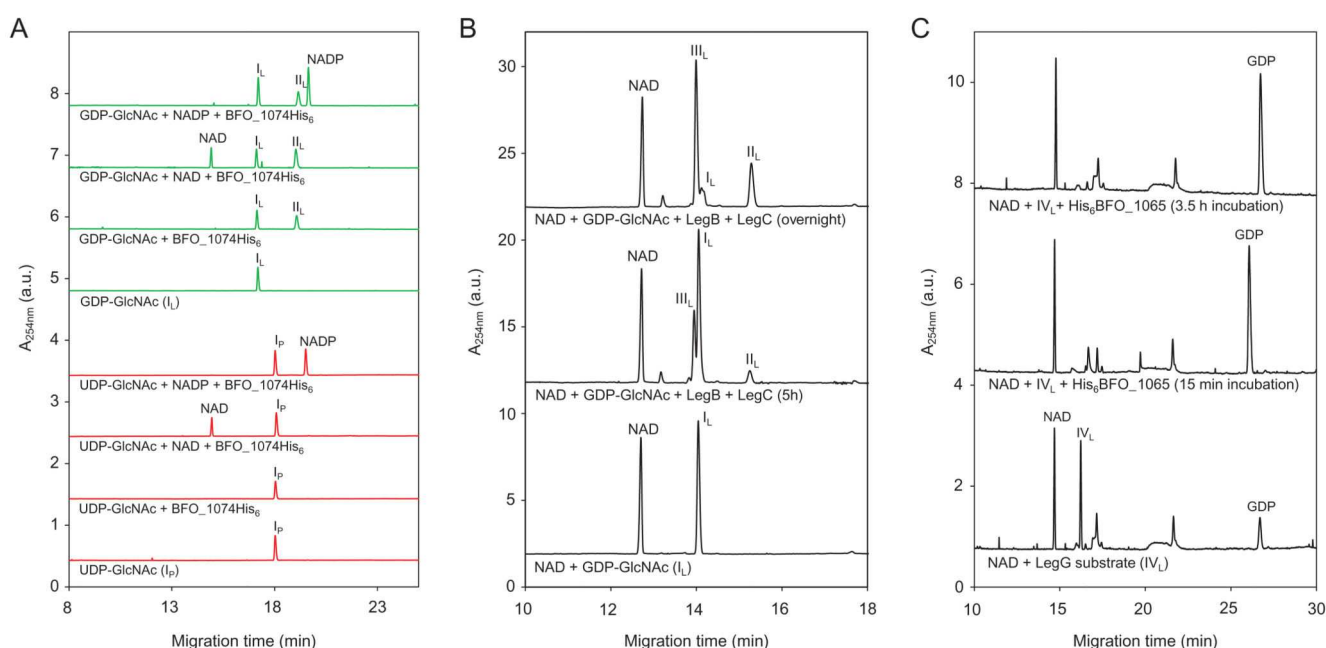 A
8
7
6
5
4
3
2
1
0
A254nm (a.u.)
IL
IIL
NADP
GDP-GlcNAc + NADP + BFO_1074His6
NAD
IL
IIL
GDP-GlcNAc + NAD + BFO_1074His6
IL
IIL
GDP-GlcNAc + BFO_1074His6
IL
GDP-GlcNAc (IL)
IP
NADP
UDP-GlcNAc + NADP + BFO_1074His6
NAD
IP
UDP-GlcNAc + NAD + BFO_1074His6
IP
UDP-GlcNAc + BFO_1074His6
IP
UDP-GlcNAc (IP)
8 13 18 23
Migration time (min)
B
30
25
20
15
10
5
0
A254nm (a.u.)
NAD
IIIL
IL
IIL
NAD + GDP-GlcNAc + LegB + LegC (overnight)
NAD
IIIL
IL
IIL
NAD + GDP-GlcNAc + LegB + LegC (5h)
NAD
IL
NAD + GDP-GlcNAc (IL)
10 12 14 16 18
Migration time (min)
C
10
8
6
4
2
0
A254nm (a.u.)
GDP
NAD + IVL + His6BFO_1065 (3.5 h incubation)
GDP
NAD + IVL + His6BFO_1065 (15 min incubation)
NAD
IVL
GDP
NAD + LegG substrate (IVL)
10 15 20 25 30
Migration time (min)